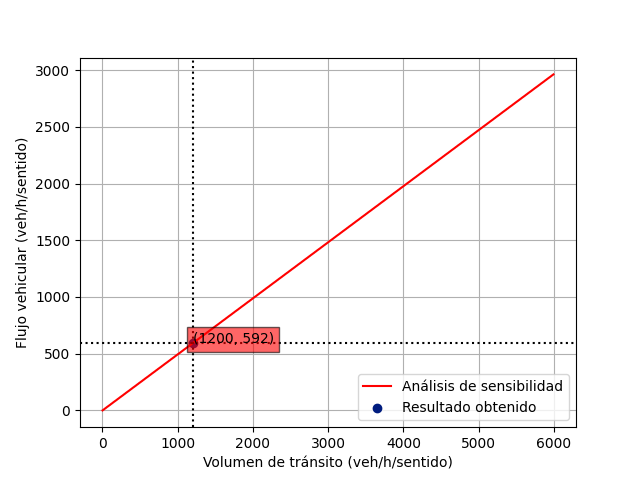 3000
2500
2000
1500
1000
500
0
Flujo vehicular (veh/h/sentido)
(1200, 592)
Análisis de sensibilidad
Resultado obtenido
0 1000 2000 3000 4000 5000 6000
Volumen de tránsito (veh/h/sentido)